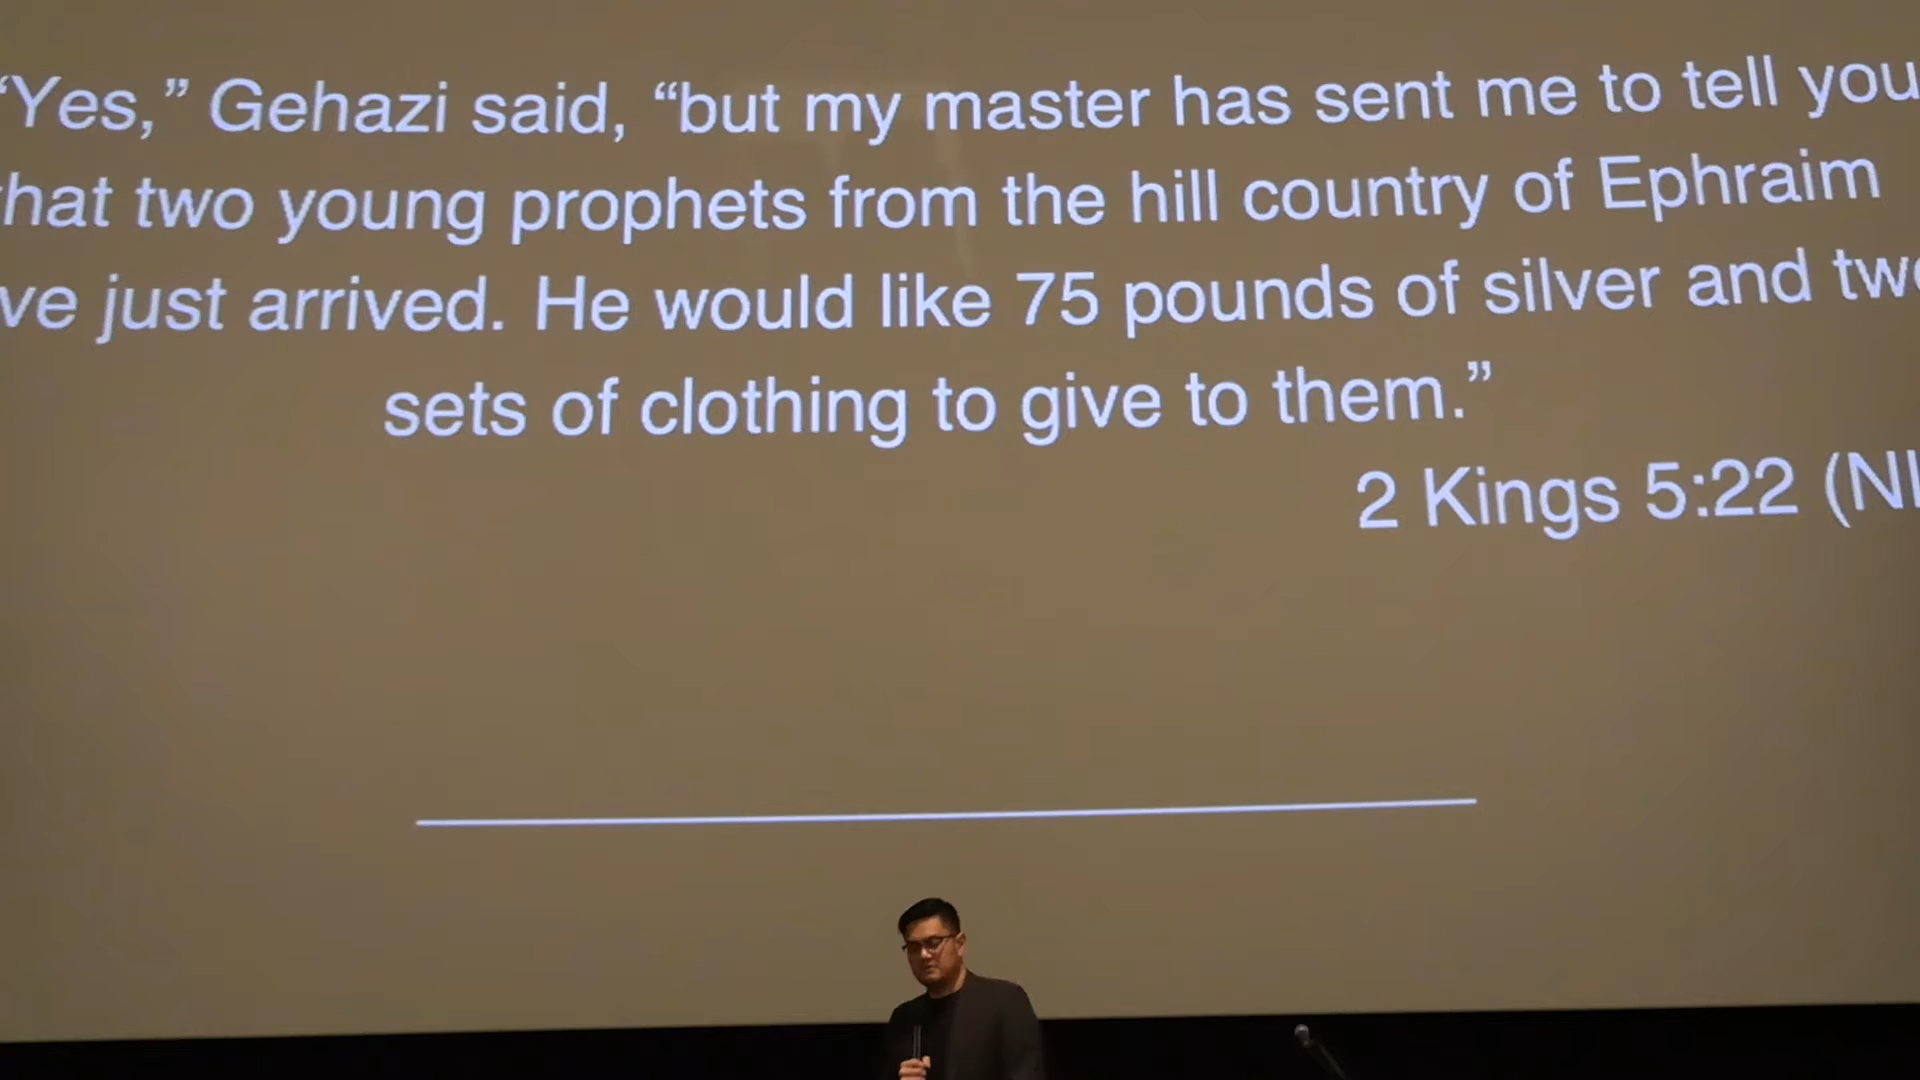 “Yes,” Gehazi said, “but my master has sent me to tell you
hat two young prophets from the hill country of Ephraim
ve just arrived. He would like 75 pounds of silver and two
sets of clothing to give to them.”
2 Kings 5:22 (NL